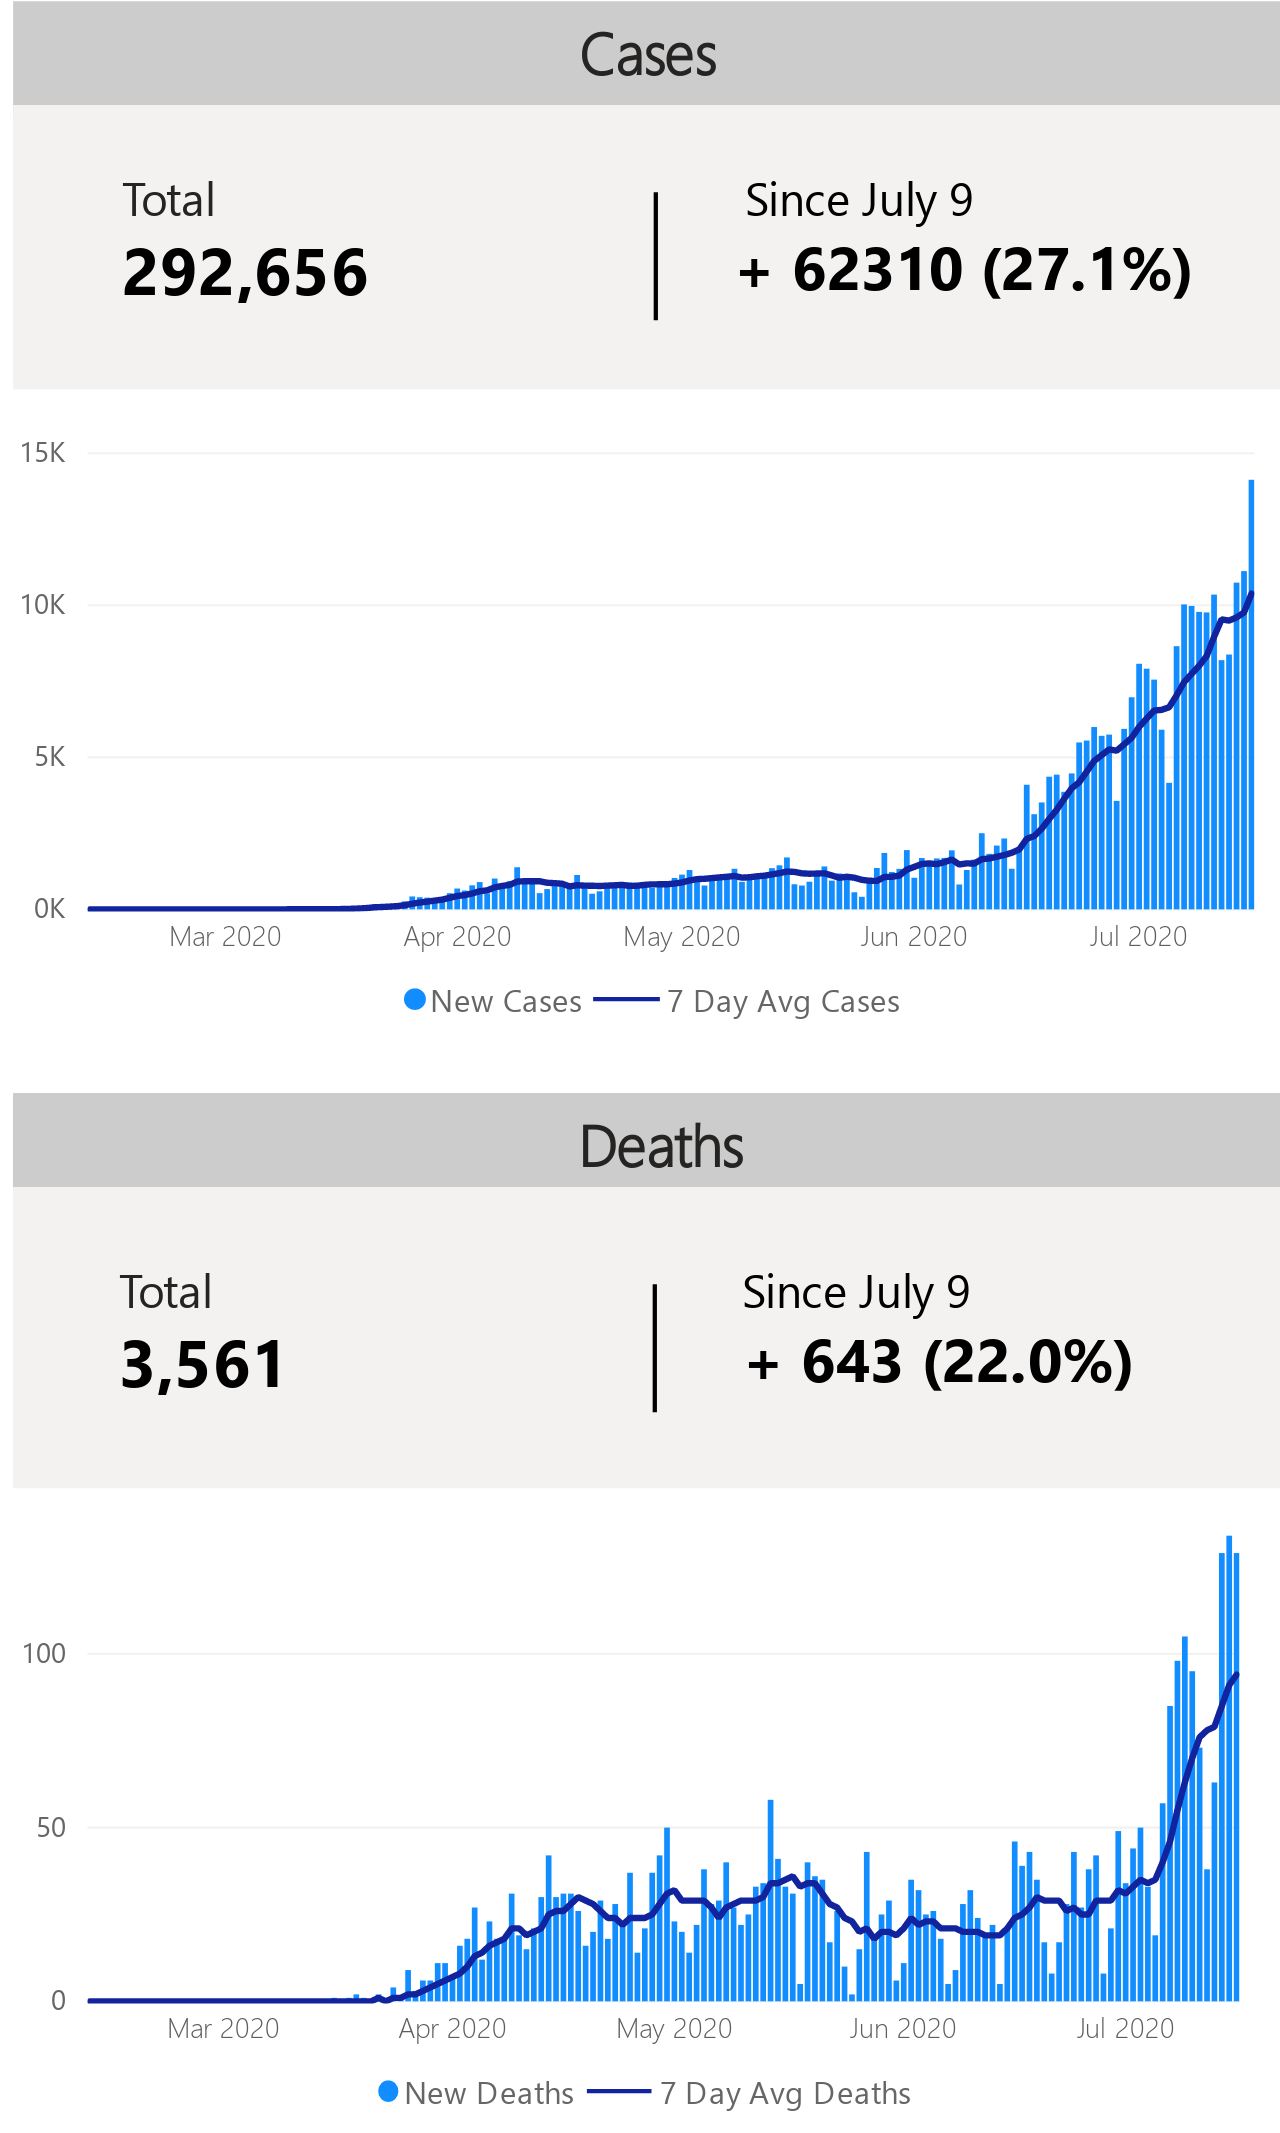 Cases
Total
Since July 9
292,656
+ 62310 (27.1%)
15K
10K
5K
0K
Mar 2020 Apr 2020 May 2020 Jun 2020 Jul 2020
New Cases 7 Day Avg Cases
Deaths
Total
Since July 9
3,561
+ 643 (22.0%)
100
50
0
Mar 2020 Apr 2020 May 2020 Jun 2020 Jul 2020
New Deaths 7 Day Avg Deaths